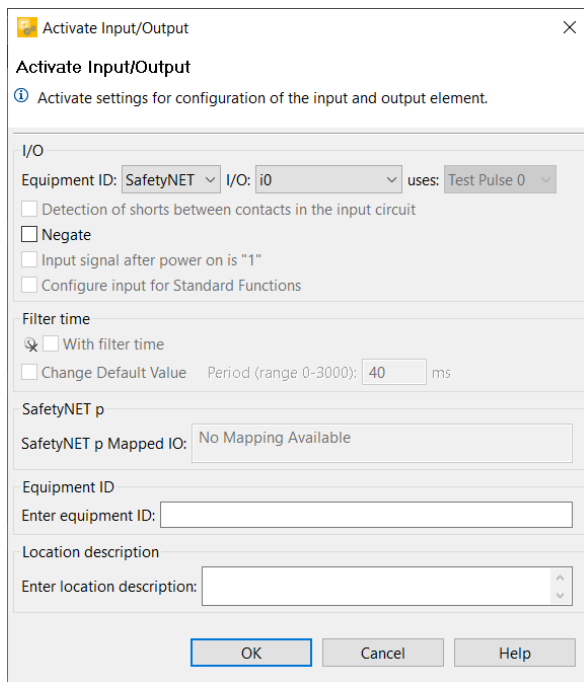 Activate Input/Output
Activate Input/Output
Activate settings for configuration of the input and output element.
I/O
Equipment ID: SafetyNET I/O: i0 uses: Test Pulse 0
Detection of shorts between contacts in the input circuit
Negate
Input signal after power on is "1"
Configure input for Standard Functions
Filter time
With filter time
Change Default Value Period (range 0-3000): 40 ms
SafetyNET p
SafetyNET p Mapped IO: No Mapping Available
Equipment ID
Enter equipment ID:
Location description
Enter location description:
OK Cancel Help